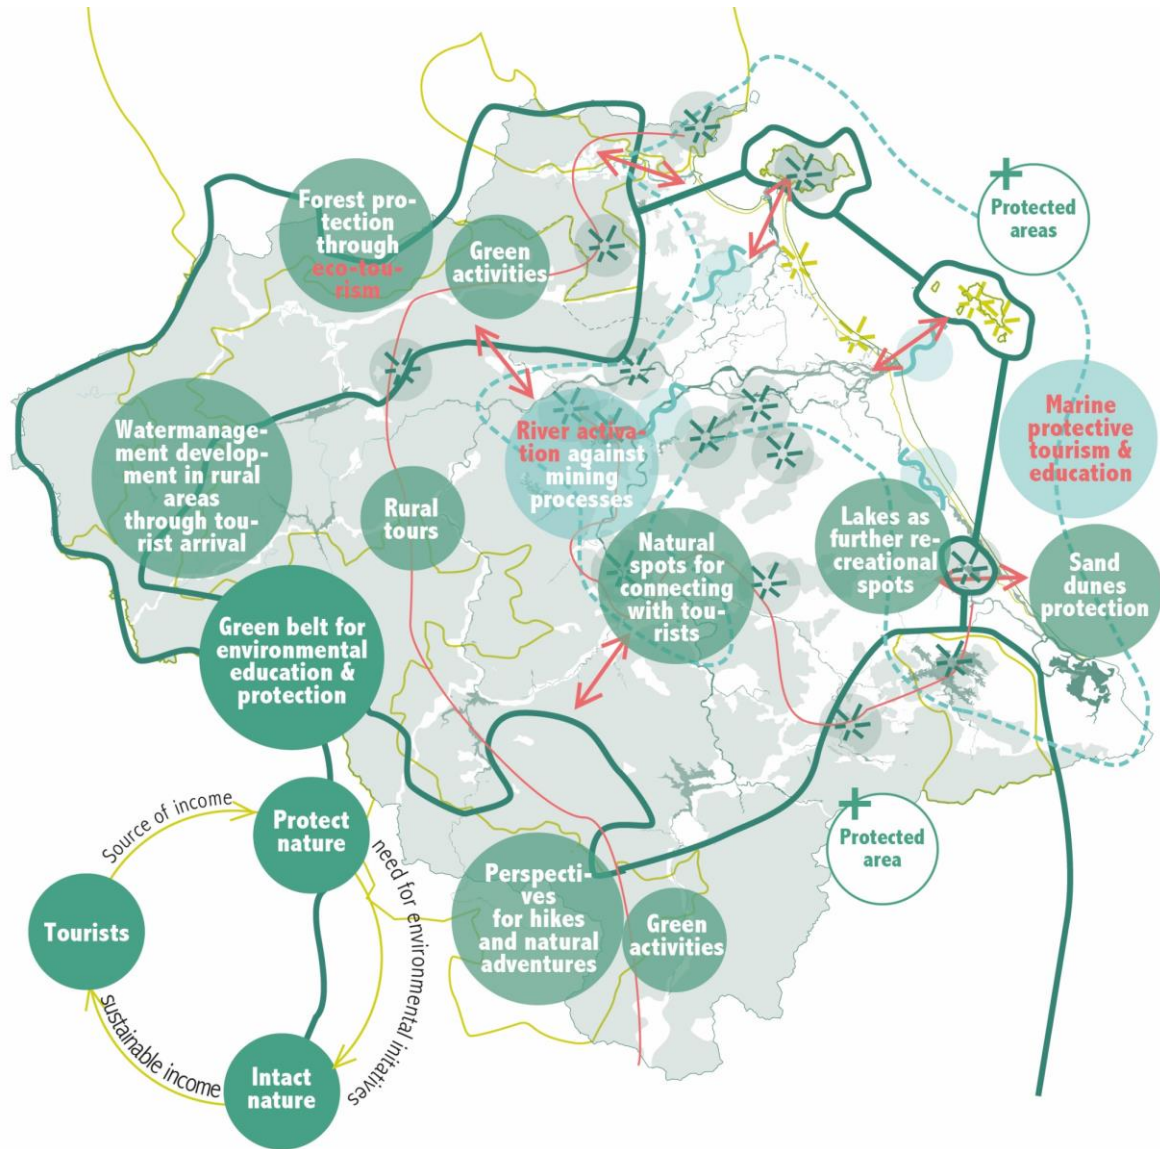 Forest pro-
tection
through
eco-tou-
rism
Green
activities
Protected
areas
Watermanage-
ment develop-
ment in rural
areas
through tou-
rist arrival
River activa-
tion against
mining
processes
Marine
protective
tourism &
education
Rural
tours
Lakes as
further re-
creational
spots
Natural
spots for
connecting
with tou-
rists
Sand
dunes
protection
Green belt for
environmental
education &
protection
Protected
area
Source of income
Protect
nature
need for environmental initatives
Tourists
sustainable income
Intact
nature
Perspecti-
ves
for hikes
and natural
adventures
Green
activities